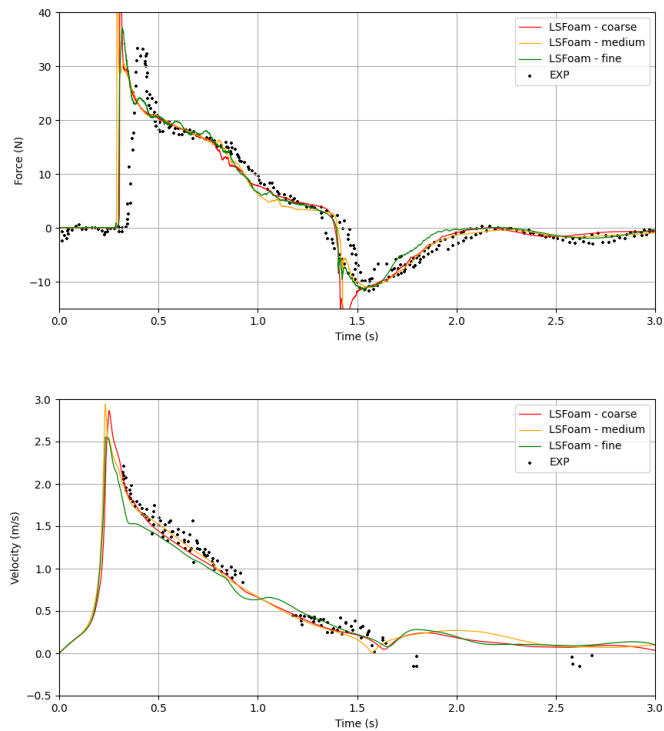 40
30
20
10
0
−10
Force (N)
LSFoam - coarse
LSFoam - medium
LSFoam - fine
EXP
0.0 0.5 1.0 1.5 2.0 2.5 3.0
Time (s)
3.0
2.5
2.0
1.5
1.0
0.5
0.0
−0.5
Velocity (m/s)
LSFoam - coarse
LSFoam - medium
LSFoam - fine
EXP
0.0 0.5 1.0 1.5 2.0 2.5 3.0
Time (s)